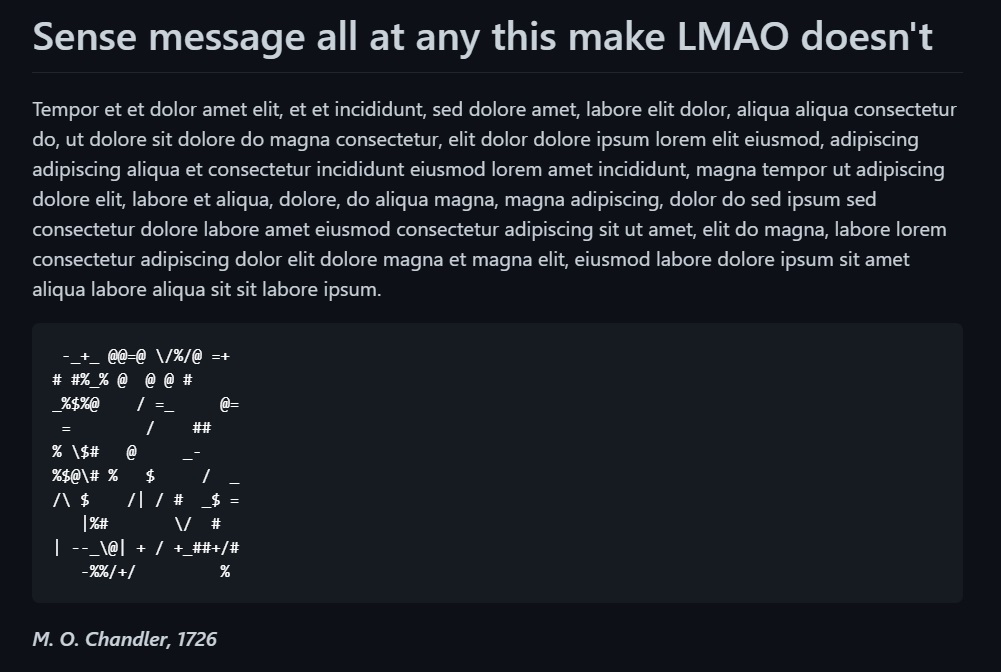 Sense message all at any this make LMAO doesn't
Tempor et et dolor amet elit, et et incididunt, sed dolore amet, labore elit dolor, aliqua aliqua consectetur
do, ut dolore sit dolore do magna consectetur, elit dolor dolore ipsum lorem elit eiusmod, adipiscing
adipiscing aliqua et consectetur incididunt eiusmod lorem amet incididunt, magna tempor ut adipiscing
dolore elit, labore et aliqua, dolore, do aliqua magna, magna adipiscing, dolor do sed ipsum sed
consectetur dolore labore amet eiusmod consectetur adipiscing sit ut amet, elit do magna, labore lorem
consectetur adipiscing dolor elit dolore magna et magna elit, eiusmod labore dolore ipsum sit amet
aliqua labore aliqua sit sit labore ipsum.
 -_+_ @@=@ \/%/@ =+
# #%_% @  @ @ #
_%$%@    / =_     @=
 =        /    ##
% \$#   @     _-
%$@\# %   $     /  _
/\ $    /| / #  _$ =
   |%#       \/  #
| --_\@| + / +_##+/#
   -%%/+/         %
M. O. Chandler, 1726